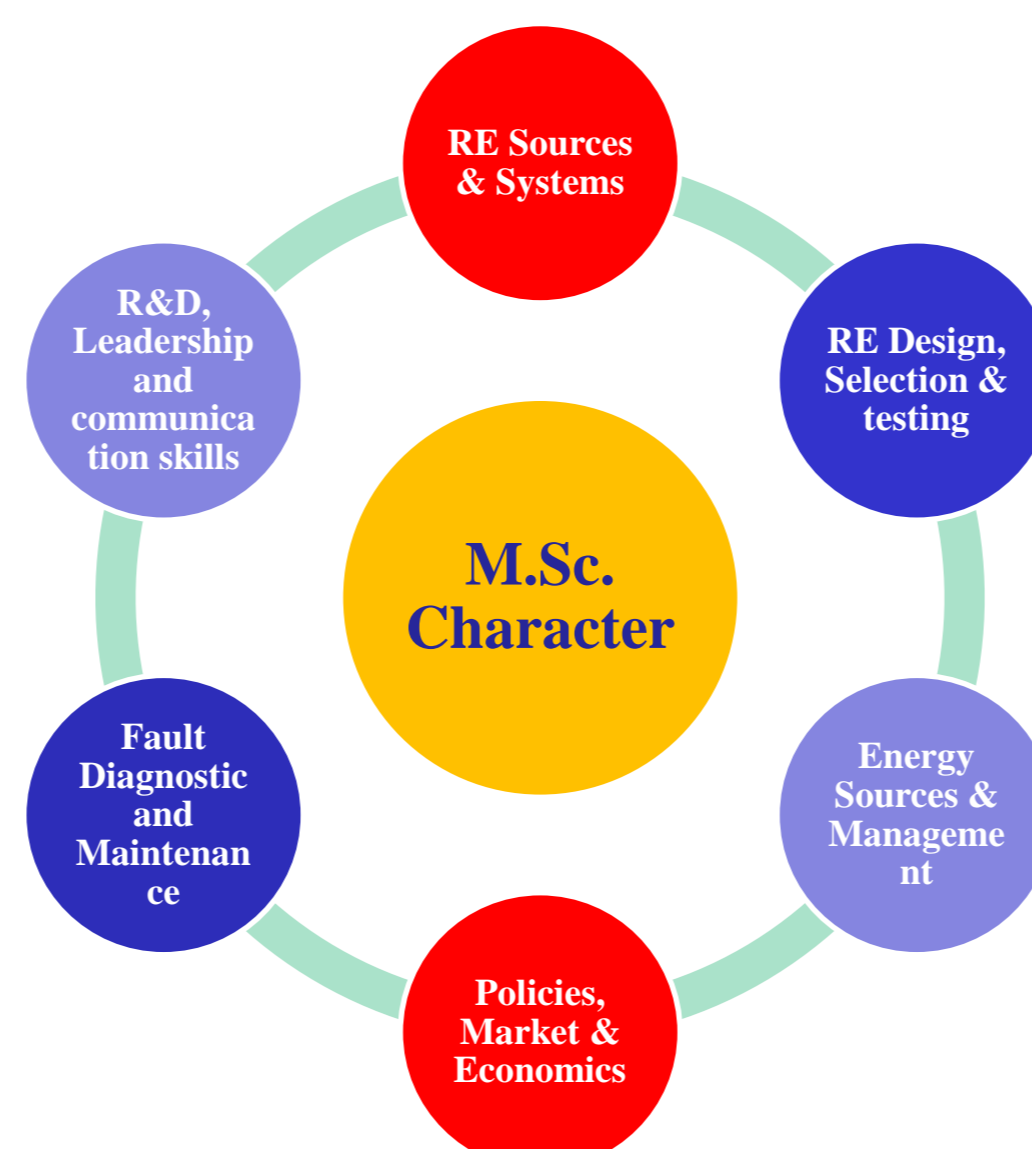 RE Sources
& Systems
RE Design,
Selection &
testing
Energy
Sources &
Manageme
nt
Policies,
Market &
Economics
Fault
Diagnostic
and
Maintenan
ce
R&D,
Leadership
and
communica
tion skills
M.Sc.
Character